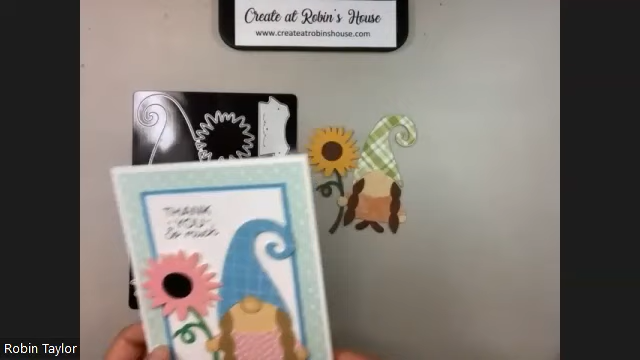 Create at Robin's House
www.createatrobinshouse.com
THANK
YOU
so much
Robin Taylor